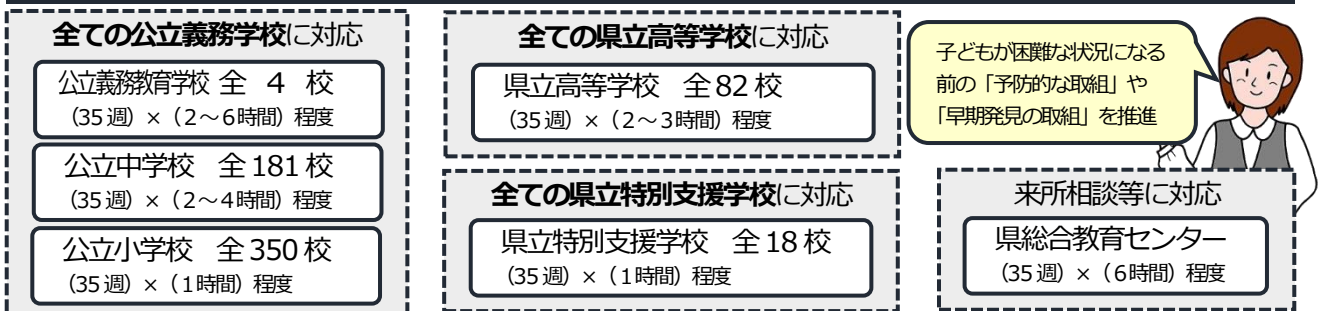 全ての公立義務学校に対応
公立義務教育学校 全 4 校
（35週）×（2～6時間）程度
公立中学校 全181校
（35週）×（2～4時間）程度
公立小学校 全350校
（35週）×（1時間）程度
全ての県立高等学校に対応
県立高等学校 全82校
（35週）×（2～3時間）程度
全ての県立特別支援学校に対応
県立特別支援学校 全18校
（35週）×（1時間）程度
子どもが困難な状況になる
前の「予防的な取組」や
「早期発見の取組」を推進
来所相談等に対応
県総合教育センター
（35週）×（6時間）程度